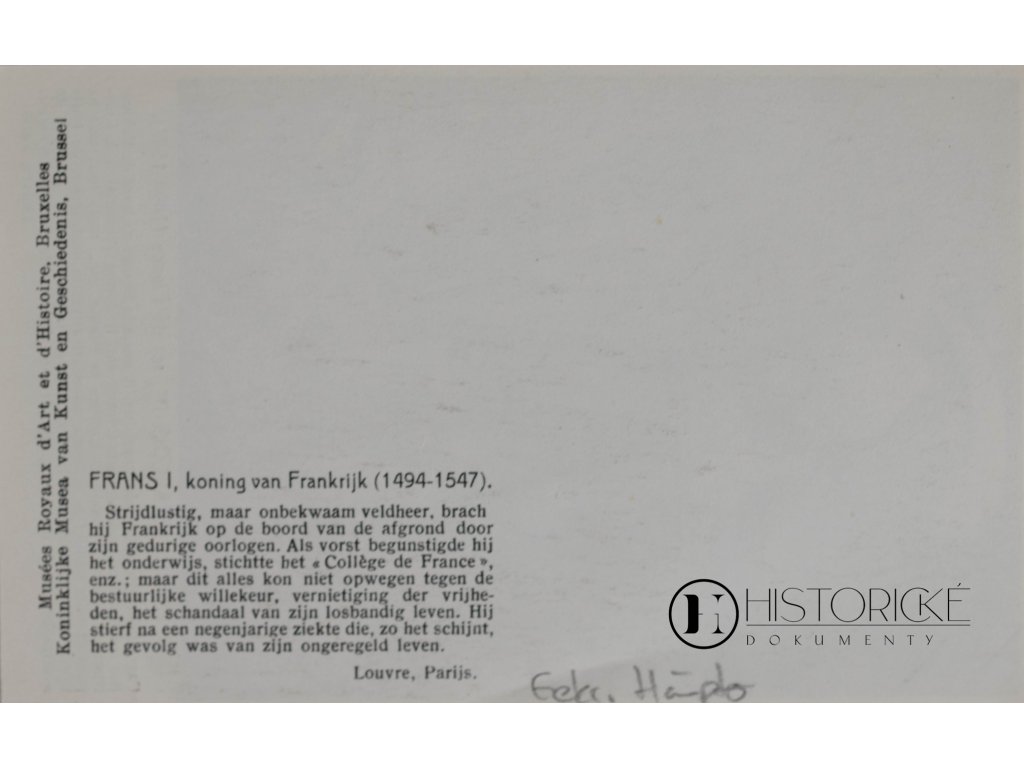 Musées Royaux d'Art et d'Histoire, Bruxelles
Koninklijke Musea van Kunst en Geschiedenis, Brussel
FRANS I, koning van Frankrijk (1494-1547).
Strijdlustig, maar onbekwaam veldheer, brach
hij Frankrijk op de boord van de afgrond door
zijn gedurige oorlogen. Als vorst begunstigde hij
het onderwijs, stichtte het « Collège de France »,
enz.; maar dit alles kon niet opwegen tegen de
bestuurlijke willekeur, vernietiging der vrijhe-
den, het schandaal van zijn losbandig leven. Hij
stierf na een negenjarige ziekte die, zo het schijnt,
het gevolg was van zijn ongeregeld leven.
Louvre, Parijs.
HISTORICKÉ
DOKUMENTY